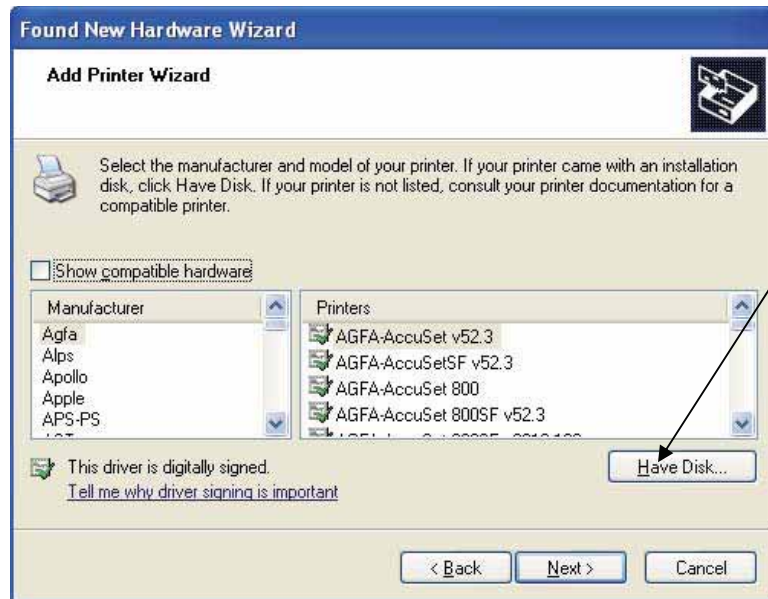 Found New Hardware Wizard
Add Printer Wizard
Select the manufacturer and model of your printer. If your printer came with an installation
disk, click Have Disk. If your printer is not listed, consult your printer documentation for a
compatible printer.
Show compatible hardware
Manufacturer
Agfa
Alps
Apollo
Apple
APS-PS
Printers
AGFA-AccuSet v52.3
AGFA-AccuSetSF v52.3
AGFA-AccuSet 800
AGFA-AccuSet 800SF v52.3
This driver is digitally signed.
Tell me why driver signing is important
Have Disk...
< Back
Next >
Cancel